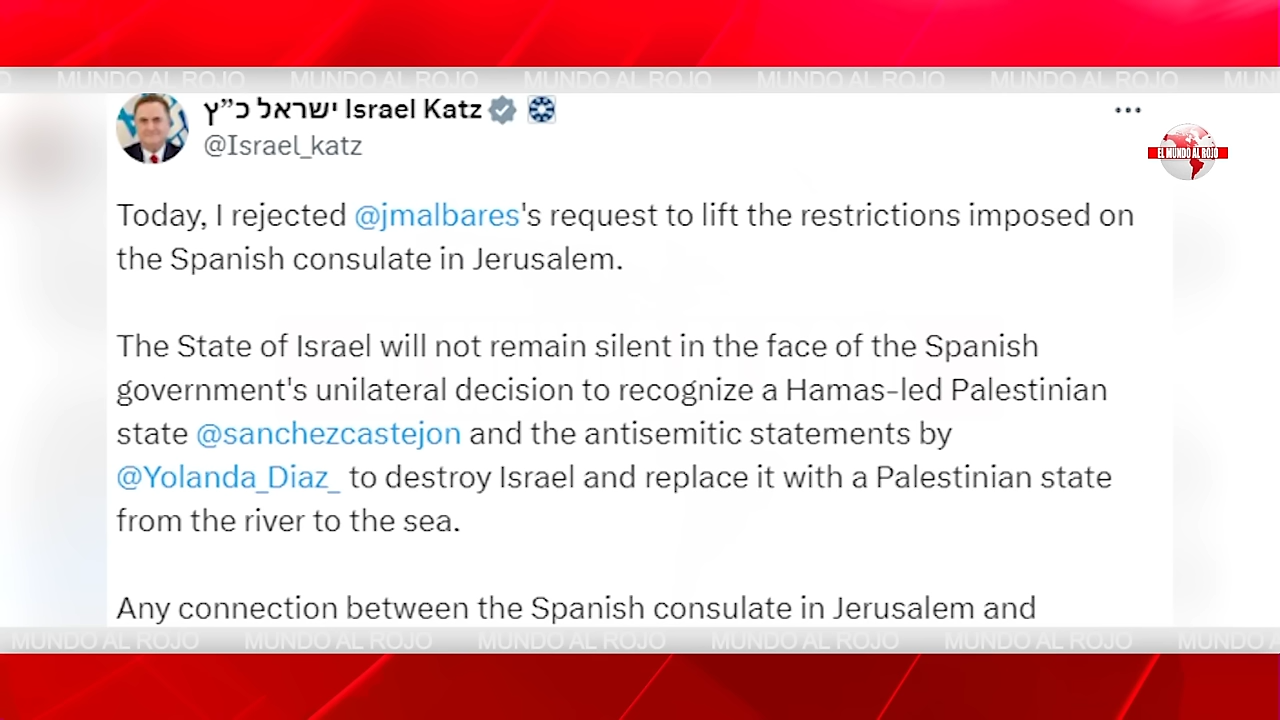 O MUNDO AL ROJO MUNDO AL ROJO MUNDO AL ROJO MUNDO AL ROJO MUNDO AL ROJO MUN
ישראל כ”ץ Israel Katz
@Israel_katz
EL MUNDO AL ROJO
Today, I rejected @jmalbares's request to lift the restrictions imposed on
the Spanish consulate in Jerusalem.
The State of Israel will not remain silent in the face of the Spanish
government's unilateral decision to recognize a Hamas-led Palestinian
state @sanchezcastejon and the antisemitic statements by
@Yolanda_Diaz_ to destroy Israel and replace it with a Palestinian state
from the river to the sea.
Any connection between the Spanish consulate in Jerusalem and
MUNDO AL ROJO MUNDO AL ROJO MUNDO AL ROJO MUNDO AL ROJO MUNDO AL ROJO MUNDO A